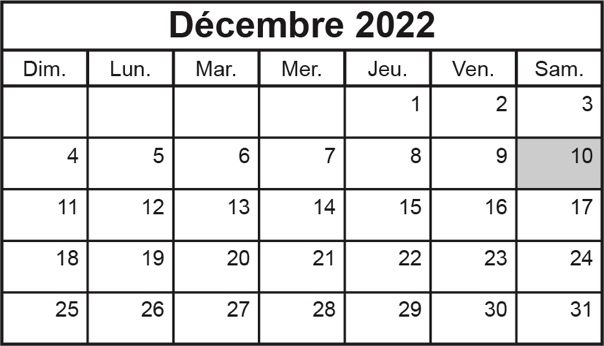 Décembre 2022
Dim. Lun. Mar. Mer. Jeu. Ven. Sam.
1 2 3
4 5 6 7 8 9 10
11 12 13 14 15 16 17
18 19 20 21 22 23 24
25 26 27 28 29 30 31